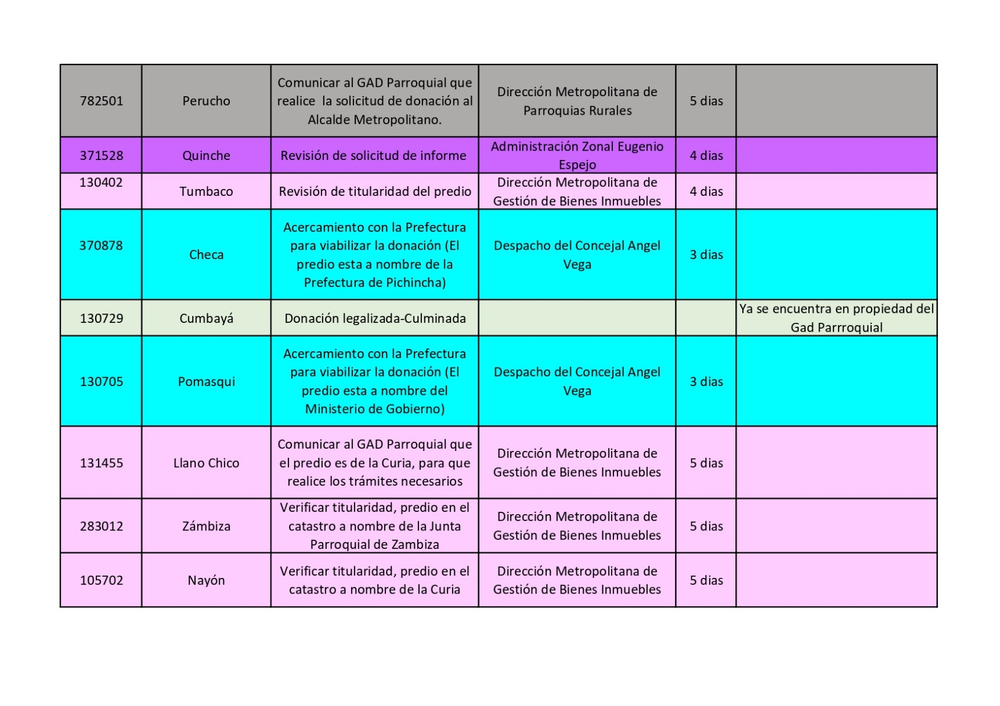 782501
Perucho
Comunicar al GAD Parroquial que
realice  la solicitud de donación al
Alcalde Metropolitano.
Dirección Metropolitana de
Parroquias Rurales
5 dias
371528
Quinche
Revisión de solicitud de informe
Administración Zonal Eugenio
Espejo
4 dias
130402
Tumbaco
Revisión de titularidad del predio
Dirección Metropolitana de
Gestión de Bienes Inmuebles
4 dias
370878
Checa
Acercamiento con la Prefectura
para viabilizar la donación (El
predio esta a nombre de la
Prefectura de Pichincha)
Despacho del Concejal Angel
Vega
3 dias
130729
Cumbayá
Donación legalizada-Culminada
Ya se encuentra en propiedad del
Gad Parrroquial
130705
Pomasqui
Acercamiento con la Prefectura
para viabilizar la donación (El
predio esta a nombre del
Ministerio de Gobierno)
Despacho del Concejal Angel
Vega
3 dias
131455
Llano Chico
Comunicar al GAD Parroquial que
el predio es de la Curia, para que
realice los trámites necesarios
Dirección Metropolitana de
Gestión de Bienes Inmuebles
5 dias
283012
Zámbiza
Verificar titularidad, predio en el
catastro a nombre de la Junta
Parroquial de Zambiza
Dirección Metropolitana de
Gestión de Bienes Inmuebles
5 dias
105702
Nayón
Verificar titularidad, predio en el
catastro a nombre de la Curia
Dirección Metropolitana de
Gestión de Bienes Inmuebles
5 dias